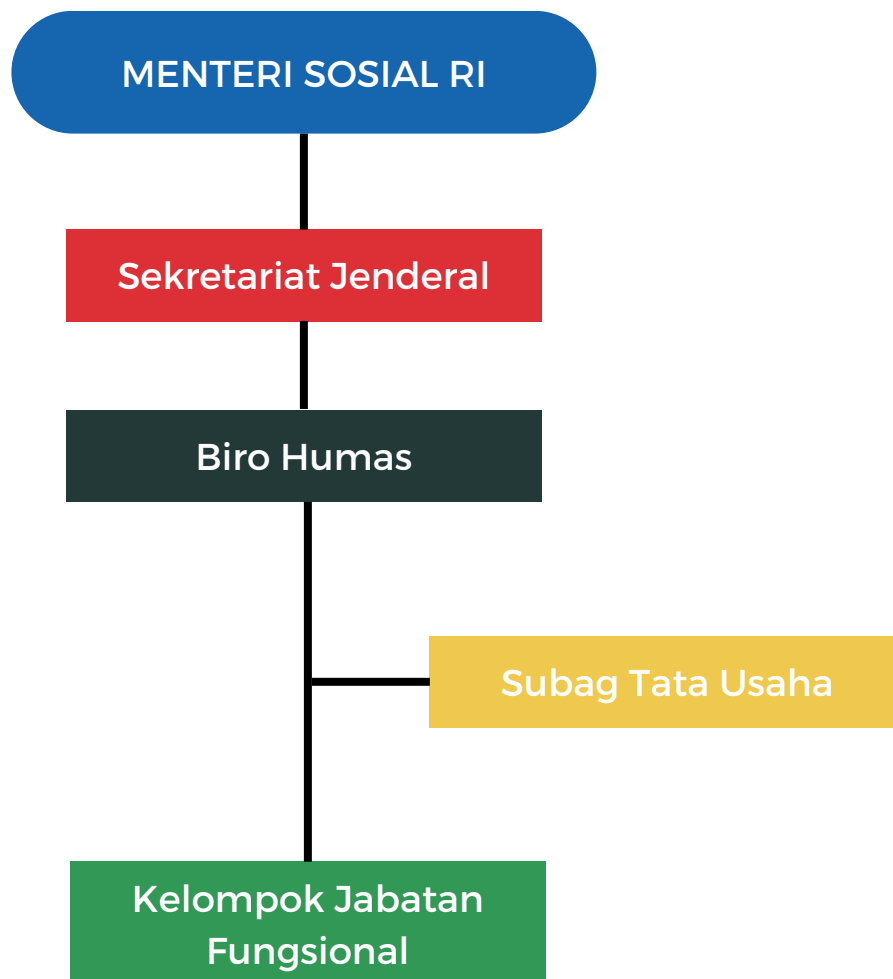 MENTERI SOSIAL RI
Sekretariat Jenderal
Biro Humas
Subag Tata Usaha
Kelompok Jabatan
Fungsional